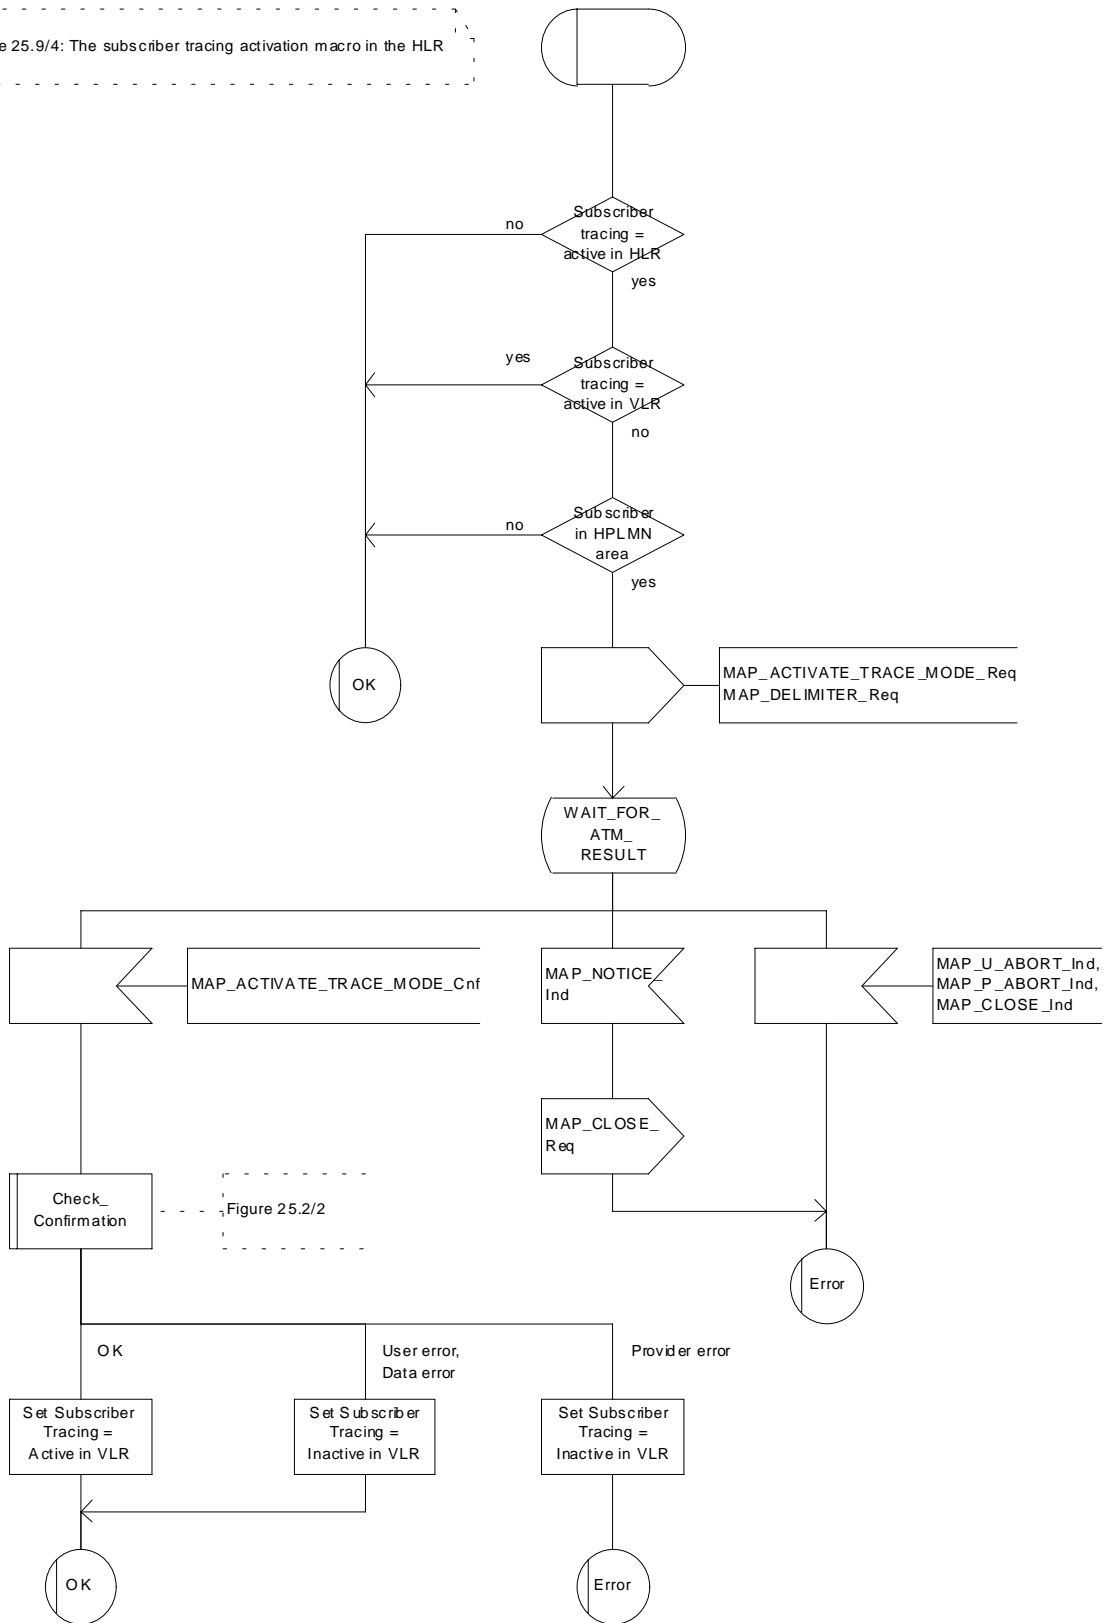 e 25.9/4: The subscriber tracing activation macro in the HLR
Subscriber
tracing =
active in HLR
no
yes
Subscriber
tracing =
active in VLR
yes
no
Subscriber
in HPLMN
area
no
yes
OK
MAP_ACTIVATE_TRACE_MODE_Req
MAP_DELIMITER_Req
WAIT_FOR_
ATM_
RESULT
MAP_ACTIVATE_TRACE_MODE_Cnf
MAP_NOTICE_
Ind
MAP_U_ABORT_Ind,
MAP_P_ABORT_Ind,
MAP_CLOSE_Ind
MAP_CLOSE_
Req
Check_
Confirmation
Figure 25.2/2
Error
OK
User error,
Data error
Provider error
Set Subscriber
Tracing =
Active in VLR
Set Subscriber
Tracing =
Inactive in VLR
Set Subscriber
Tracing =
Inactive in VLR
OK
Error